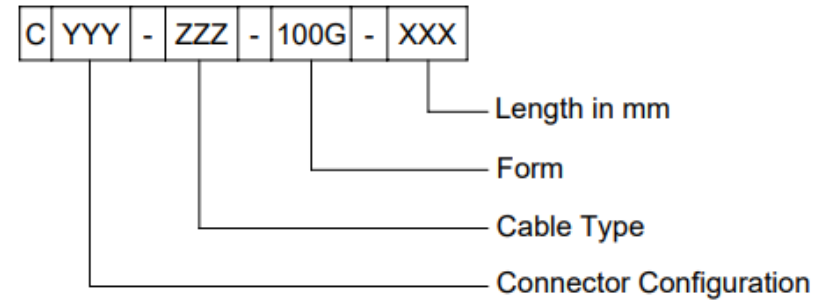 C YYY - ZZZ - 100G - XXX
Length in mm
Form
Cable Type
Connector Configuration